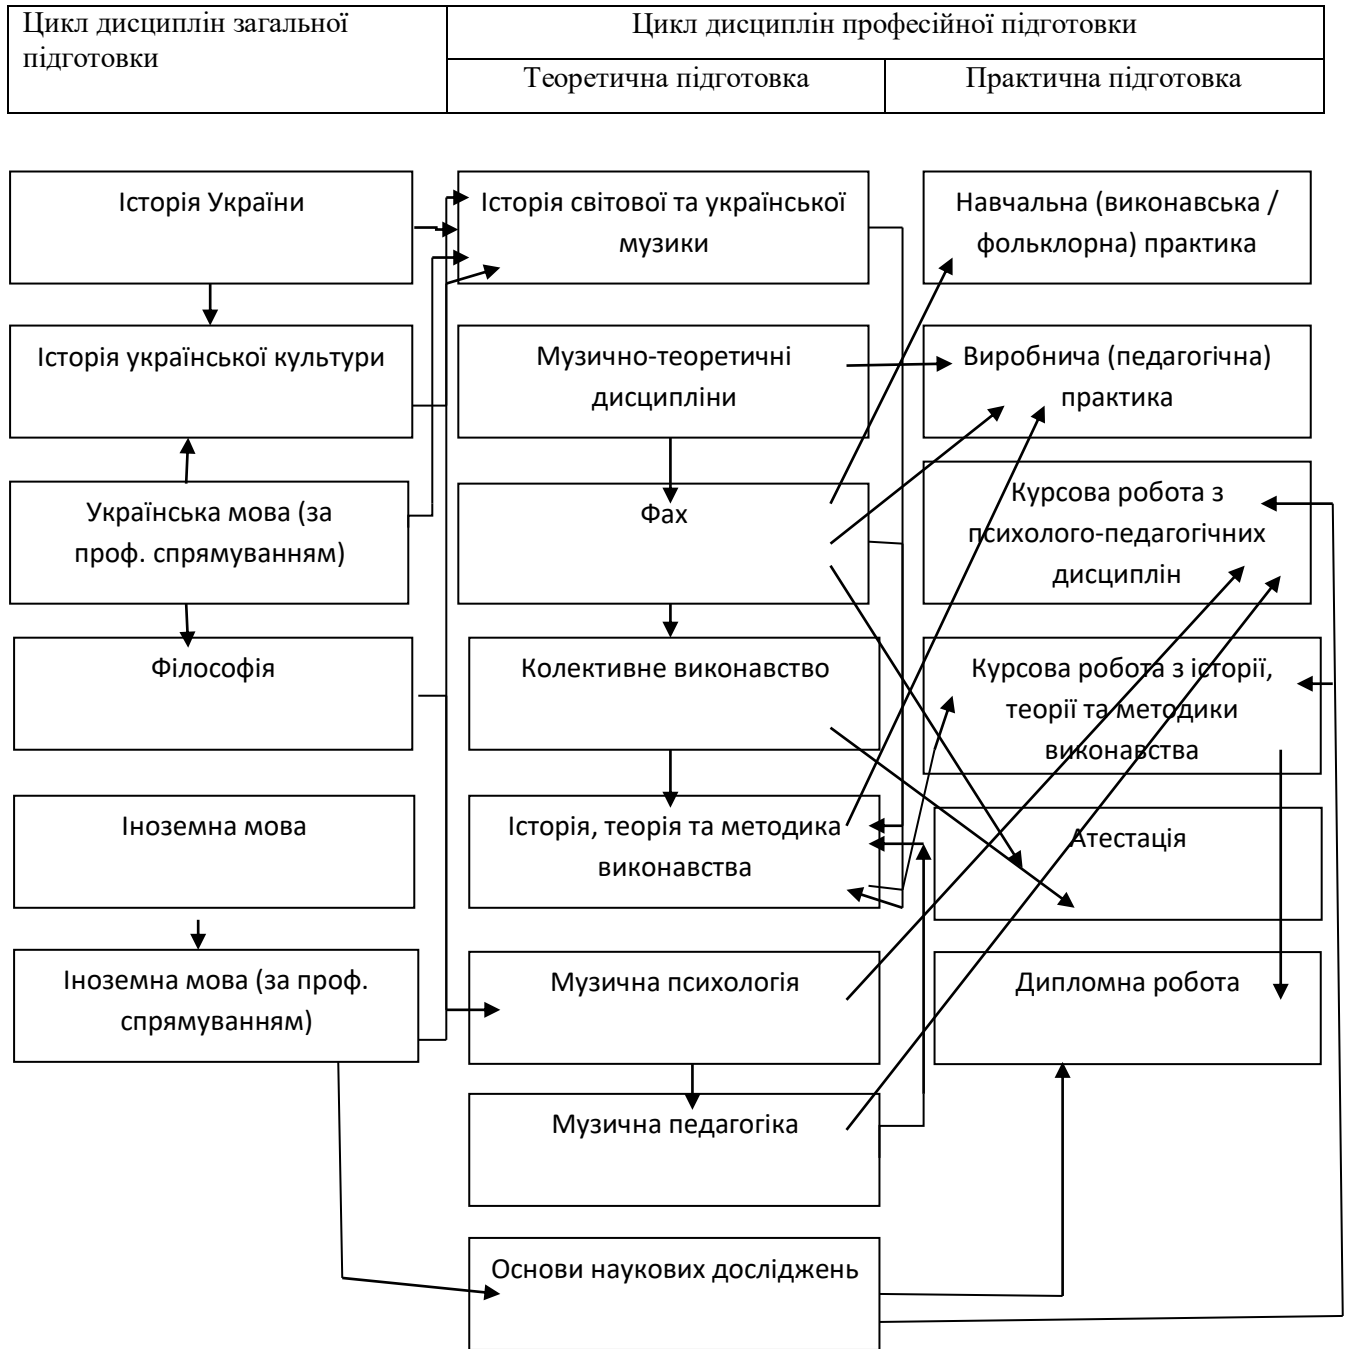 Цикл дисциплін загальної
підготовки
Цикл дисциплін професійної підготовки
Теоретична підготовка
Практична підготовка
Історія України
Історія світової та української
музики
Навчальна (виконавська /
фольклорна) практика
Історія української культури
Музично-теоретичні
дисципліни
Виробнича (педагогічна)
практика
Українська мова (за
проф. спрямуванням)
Фах
Курсова робота з
психолого-педагогічних
дисциплін
Філософія
Колективне виконавство
Курсова робота з історії,
теорії та методики
виконавства
Іноземна мова
Історія, теорія та методика
виконавства
Атестація
Іноземна мова (за проф.
спрямуванням)
Музична психологія
Дипломна робота
Музична педагогіка
Основи наукових досліджень